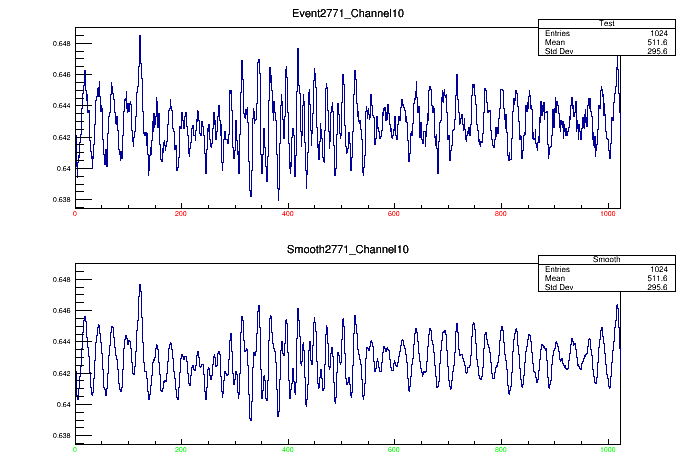 Event2771_Channel10
Test
Entries 1024
Mean 511.6
Std Dev 295.6
0.648
0.646
0.644
0.642
0.64
0.638
0 200 400 600 800 1000
Smooth2771_Channel10
Smooth
Entries 1024
Mean 511.6
Std Dev 295.6
0.648
0.646
0.644
0.642
0.64
0.638
0 200 400 600 800 1000